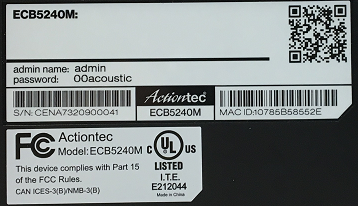 ECB5240M:
admin name: admin
password: 00acoustic
S/N: CENA7320900041
Actiontec
ECB5240M
MAC ID:10785B58552E
FC Actiontec
Model: ECB5240M
This device complies with Part 15
of the FCC Rules.
CAN ICES-3(B)/NMB-3(B)
C UL US
LISTED
I.T.E.
E212044
Made in China